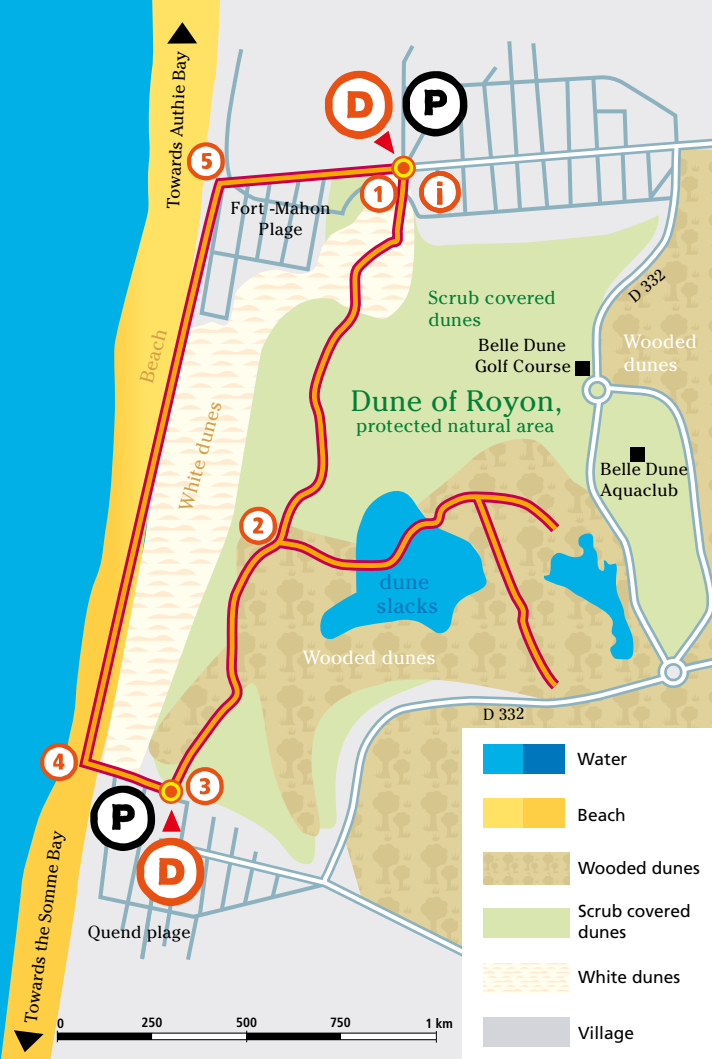 Towards Authie Bay
D
P
5
1
i
Fort -Mahon
Plage
Scrub covered
dunes
D 332
Belle Dune
Golf Course
Wooded
dunes
Beach
Dune of Royon,
protected natural area
White dunes
Belle Dune
Aquaclub
2
dune
slacks
Wooded dunes
D 332
4
3
P
D
Towards the Somme Bay
Quend plage
Water
Beach
Wooded dunes
Scrub covered
dunes
White dunes
Village
0 250 500 750 1 km